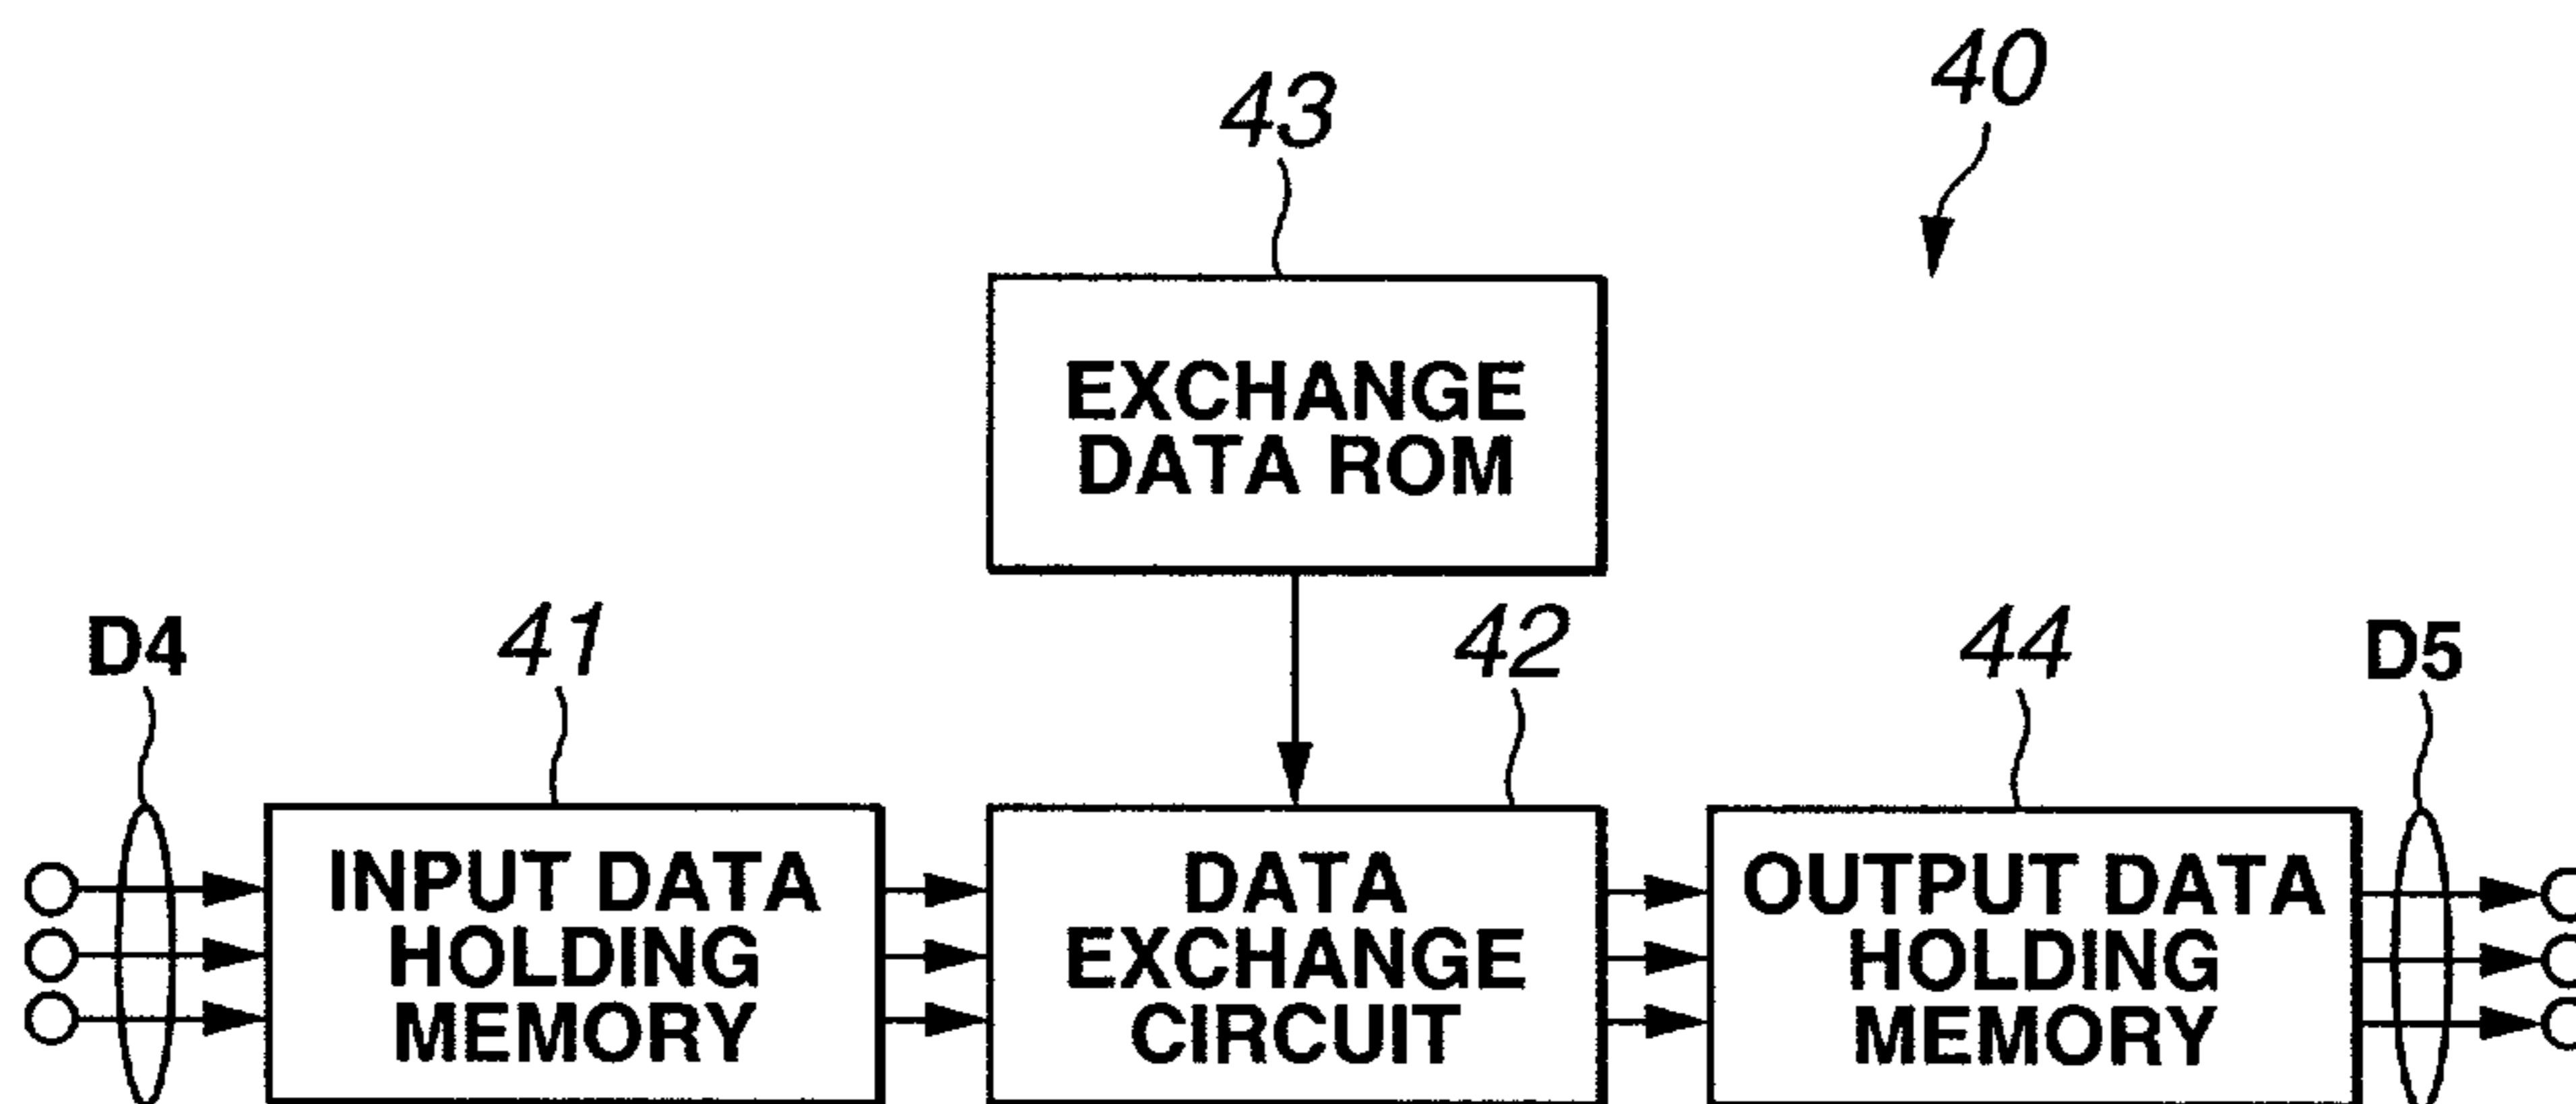 40
43
EXCHANGE
DATA ROM
D4
41
42
44
D5
INPUT DATA
HOLDING
MEMORY
DATA
EXCHANGE
CIRCUIT
OUTPUT DATA
HOLDING
MEMORY